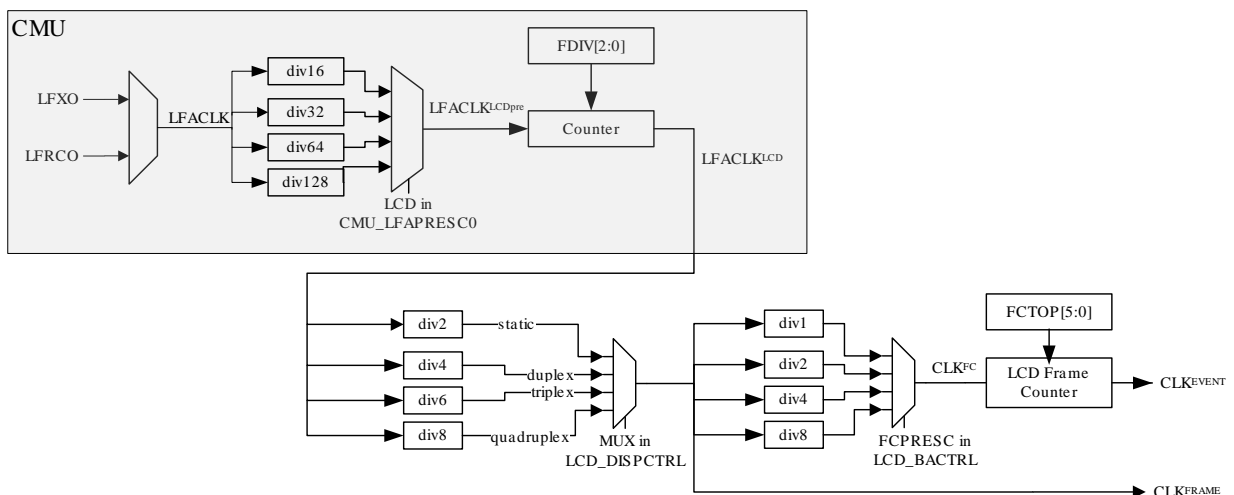 CMU
FDIV[2:0]
div16
LFXO
LFACLK
div32
LFACLKLCDpre
Counter
div64
LFRCO
LFACLKLCD
div128
LCD in
CMU_LFAPRESC0
FCTOP[5:0]
div2
static
div1
div4
duplex
div2
CLKFC
LCD Frame
Counter
CLKEVENT
div6
triplex
div4
div8
quadruplex
MUX in
LCD_DISPCTRL
div8
FCPRESC in
LCD_BACTRL
CLKFRAME